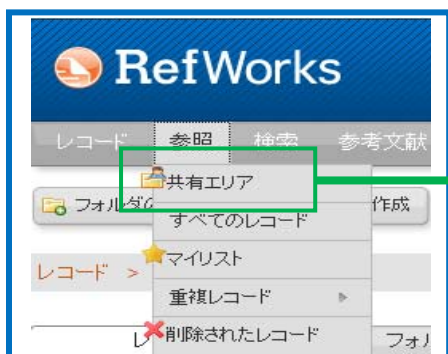 RefWorks
レコード 参照 検索 参考文献
共有エリア
フォルダの 作成
すべてのレコード
マイリスト
レコード >
重複レコード
削除されたレコード
レ フォル